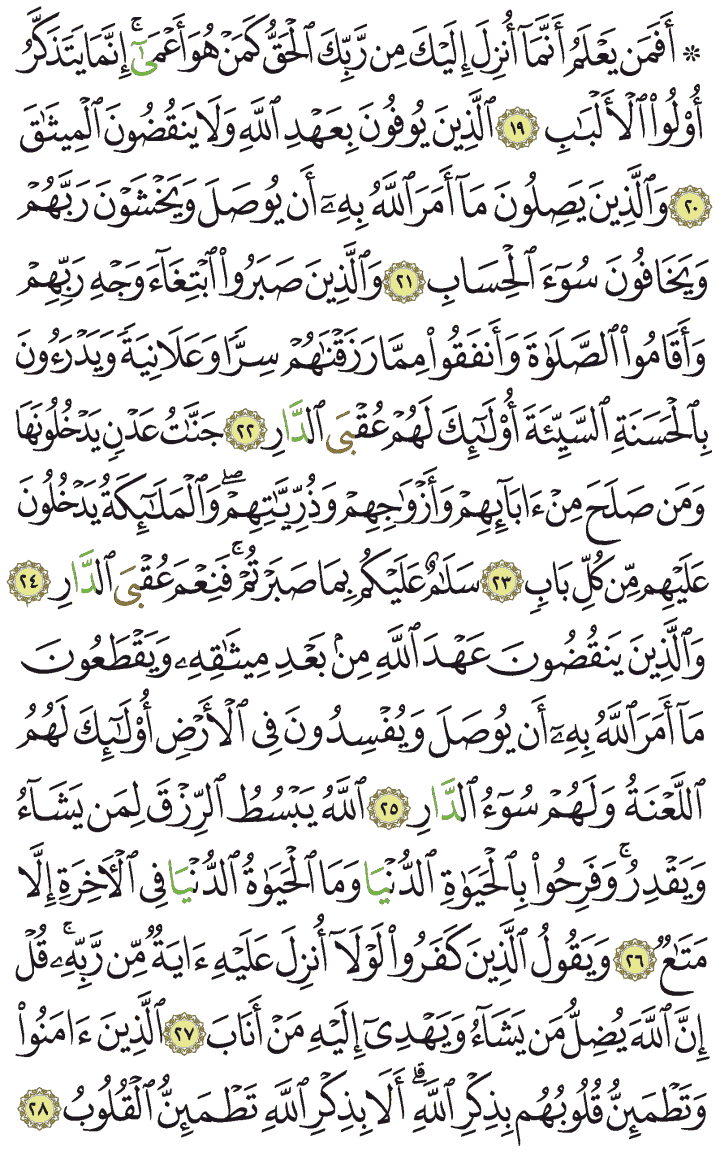 ۞ أَفَمَن يَعْلَمُ أَنَّمَآ أُنزِلَ إِلَيْكَ مِن رَّبِّكَ ٱلْحَقُّ كَمَنْ هُوَ أَعْمَىٰٓ ۚ إِنَّمَا يَتَذَكَّرُ
أُو۟لُوا۟ ٱلْأَلْبَـٰبِ ١٩ ٱلَّذِينَ يُوفُونَ بِعَهْدِ ٱللَّهِ وَلَا يَنقُضُونَ ٱلْمِيثَـٰقَ
٢٠ وَٱلَّذِينَ يَصِلُونَ مَآ أَمَرَ ٱللَّهُ بِهِۦٓ أَن يُوصَلَ وَيَخْشَوْنَ رَبَّهُمْ
وَيَخَافُونَ سُوٓءَ ٱلْحِسَابِ ٢١ وَٱلَّذِينَ صَبَرُوا۟ ٱبْتِغَآءَ وَجْهِ رَبِّهِمْ
وَأَقَامُوا۟ ٱلصَّلَوٰةَ وَأَنفَقُوا۟ مِمَّا رَزَقْنَـٰهُمْ سِرًّا وَعَلَانِيَةً وَيَدْرَءُونَ
بِٱلْحَسَنَةِ ٱلسَّيِّئَةَ أُو۟لَـٰٓئِكَ لَهُمْ عُقْبَى ٱلدَّارِ ٢٢ جَنَّـٰتُ عَدْنٍ يَدْخُلُونَهَا
وَمَن صَلَحَ مِنْ ءَابَآئِهِمْ وَأَزْوَٰجِهِمْ وَذُرِّيَّـٰتِهِمْ ۖ وَٱلْمَلَـٰٓئِكَةُ يَدْخُلُونَ
عَلَيْهِم مِّن كُلِّ بَابٍ ٢٣ سَلَـٰمٌ عَلَيْكُم بِمَا صَبَرْتُمْ ۚ فَنِعْمَ عُقْبَى ٱلدَّارِ ٢٤
وَٱلَّذِينَ يَنقُضُونَ عَهْدَ ٱللَّهِ مِنۢ بَعْدِ مِيثَـٰقِهِۦ وَيَقْطَعُونَ
مَآ أَمَرَ ٱللَّهُ بِهِۦٓ أَن يُوصَلَ وَيُفْسِدُونَ فِى ٱلْأَرْضِ أُو۟لَـٰٓئِكَ لَهُمُ
ٱللَّعْنَةُ وَلَهُمْ سُوٓءُ ٱلدَّارِ ٢٥ ٱللَّهُ يَبْسُطُ ٱلرِّزْقَ لِمَن يَشَآءُ
وَيَقْدِرُ ۚ وَفَرِحُوا۟ بِٱلْحَيَوٰةِ ٱلدُّنْيَا وَمَا ٱلْحَيَوٰةُ ٱلدُّنْيَا فِى ٱلْـَٔاخِرَةِ إِلَّا
مَتَـٰعٌ ٢٦ وَيَقُولُ ٱلَّذِينَ كَفَرُوا۟ لَوْلَآ أُنزِلَ عَلَيْهِ ءَايَةٌ مِّن رَّبِّهِۦ ۚ قُلْ
إِنَّ ٱللَّهَ يُضِلُّ مَن يَشَآءُ وَيَهْدِىٓ إِلَيْهِ مَنْ أَنَابَ ٢٧ ٱلَّذِينَ ءَامَنُوا۟
وَتَطْمَئِنُّ قُلُوبُهُم بِذِكْرِ ٱللَّهِ ۗ أَلَا بِذِكْرِ ٱللَّهِ تَطْمَئِنُّ ٱلْقُلُوبُ ٢٨